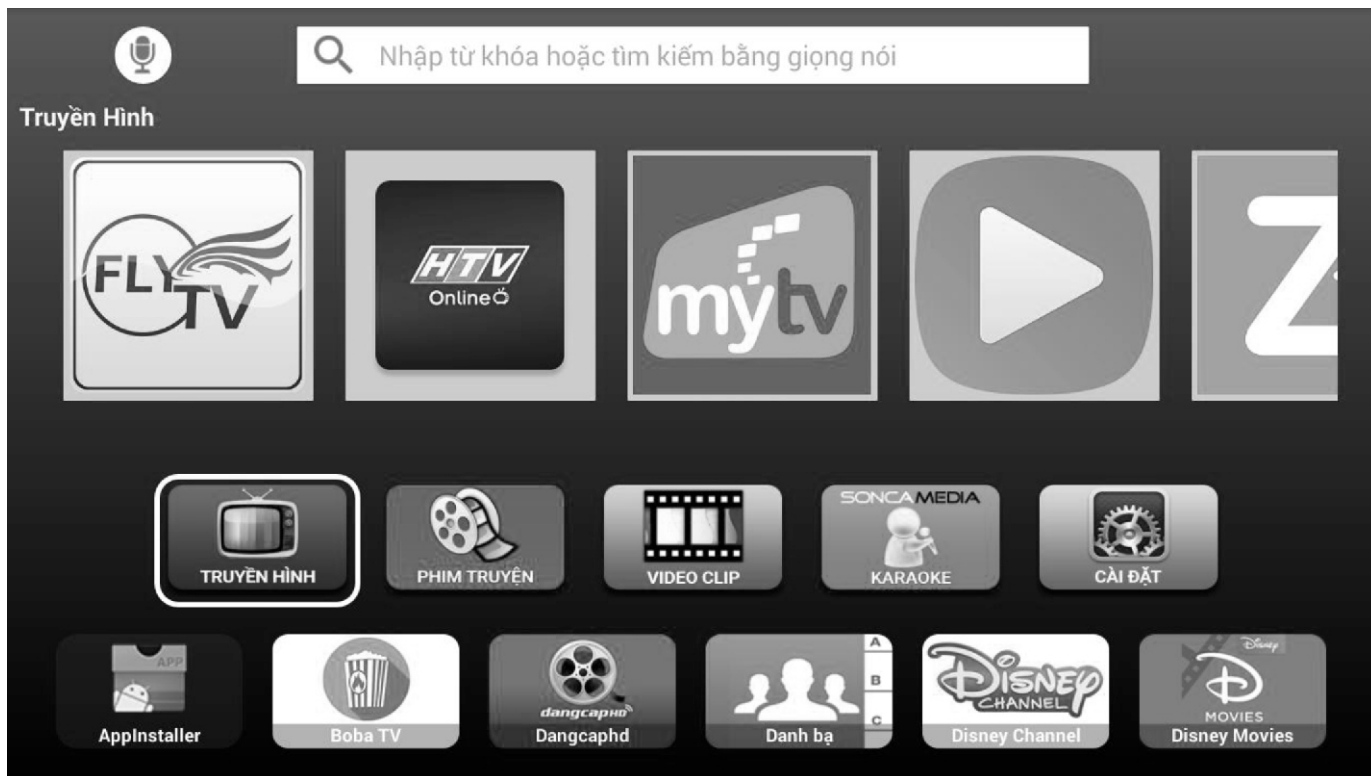 Nhập từ khóa hoặc tìm kiếm bằng giọng nói
Truyền Hình
FLY
TV
HTV
Online
mytv
Z
TRUYỀN HÌNH
PHIM TRUYỆN
VIDEO CLIP
SONCAMEDIA
KARAOKE
CÀI ĐẶT
APP
AppInstaller
Boba TV
dangcapHD
Dangcaphd
A
B
C
Danh bạ
DISNEY
CHANNEL
Disney Channel
Disney
D
MOVIES
Disney Movies